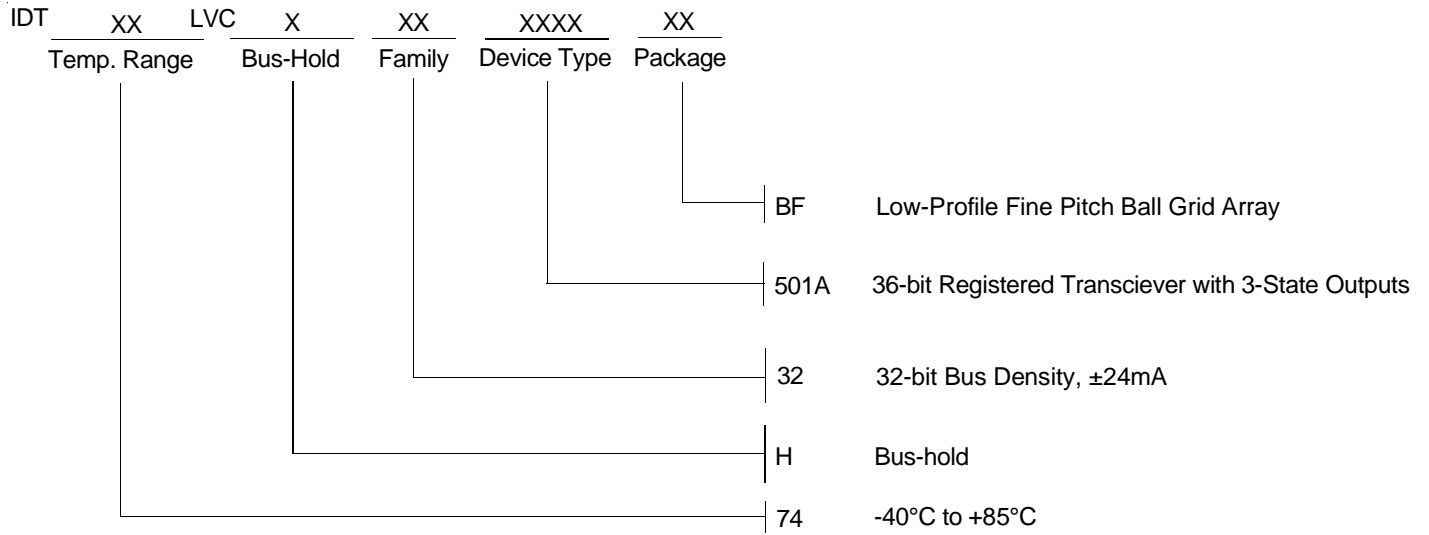 IDT XX LVC X XX XXXX XX
Temp. Range Bus-Hold Family Device Type Package
BF Low-Profile Fine Pitch Ball Grid Array
501A 36-bit Registered Transciever with 3-State Outputs
32 32-bit Bus Density, ±24mA
H Bus-hold
74 -40°C to +85°C